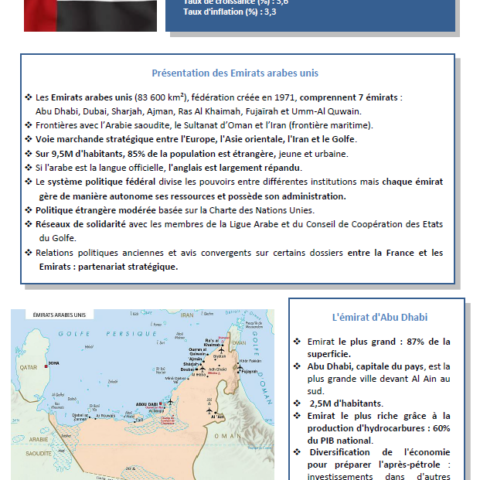 Taux de croissance (%) : 3,6
Taux d'inflation (%) : 3,3
Présentation des Emirats arabes unis
❖ Les Emirats arabes unis (83 600 km²), fédération créée en 1971, comprennent 7 émirats :
Abu Dhabi, Dubai, Sharjah, Ajman, Ras Al Khaimah, Fujairah et Umm-Al Quwain.
❖ Frontières avec l'Arabie saoudite, le Sultanat d'Oman et l'Iran (frontière maritime).
❖ Voie marchande stratégique entre l'Europe, l'Asie orientale, l'Iran et le Golfe.
❖ Sur 9,5M d'habitants, 85% de la population est étrangère, jeune et urbaine.
❖ Si l'arabe est la langue officielle, l'anglais est largement répandu.
❖ Le système politique fédéral divise les pouvoirs entre différentes institutions mais chaque émirat
gère de manière autonome ses ressources et possède son administration.
❖ Politique étrangère modérée basée sur la Charte des Nations Unies.
❖ Réseaux de solidarité avec les membres de la Ligue Arabe et du Conseil de Coopération des Etats
du Golfe.
❖ Relations politiques anciennes et avis convergents sur certains dossiers entre la France et les
Emirats : partenariat stratégique.
ÉMIRATS ARABES UNIS
GOLFE PERSIQUE
IRAN
QATAR
DOHA
ABOU DABI
GOLFE D'OMAN
OMAN
ARABIE
SAOUDITE
L'émirat d'Abu Dhabi
❖ Emirat le plus grand : 87% de la
superficie.
❖ Abu Dhabi, capitale du pays, est la
plus grande ville devant Al Ain au
sud.
❖ 2,5M d'habitants.
❖ Emirat le plus riche grâce à la
production d'hydrocarbures : 60%
du PIB national.
❖ Diversification de l'économie
pour préparer l'après-pétrole :
investissements dans d'autres